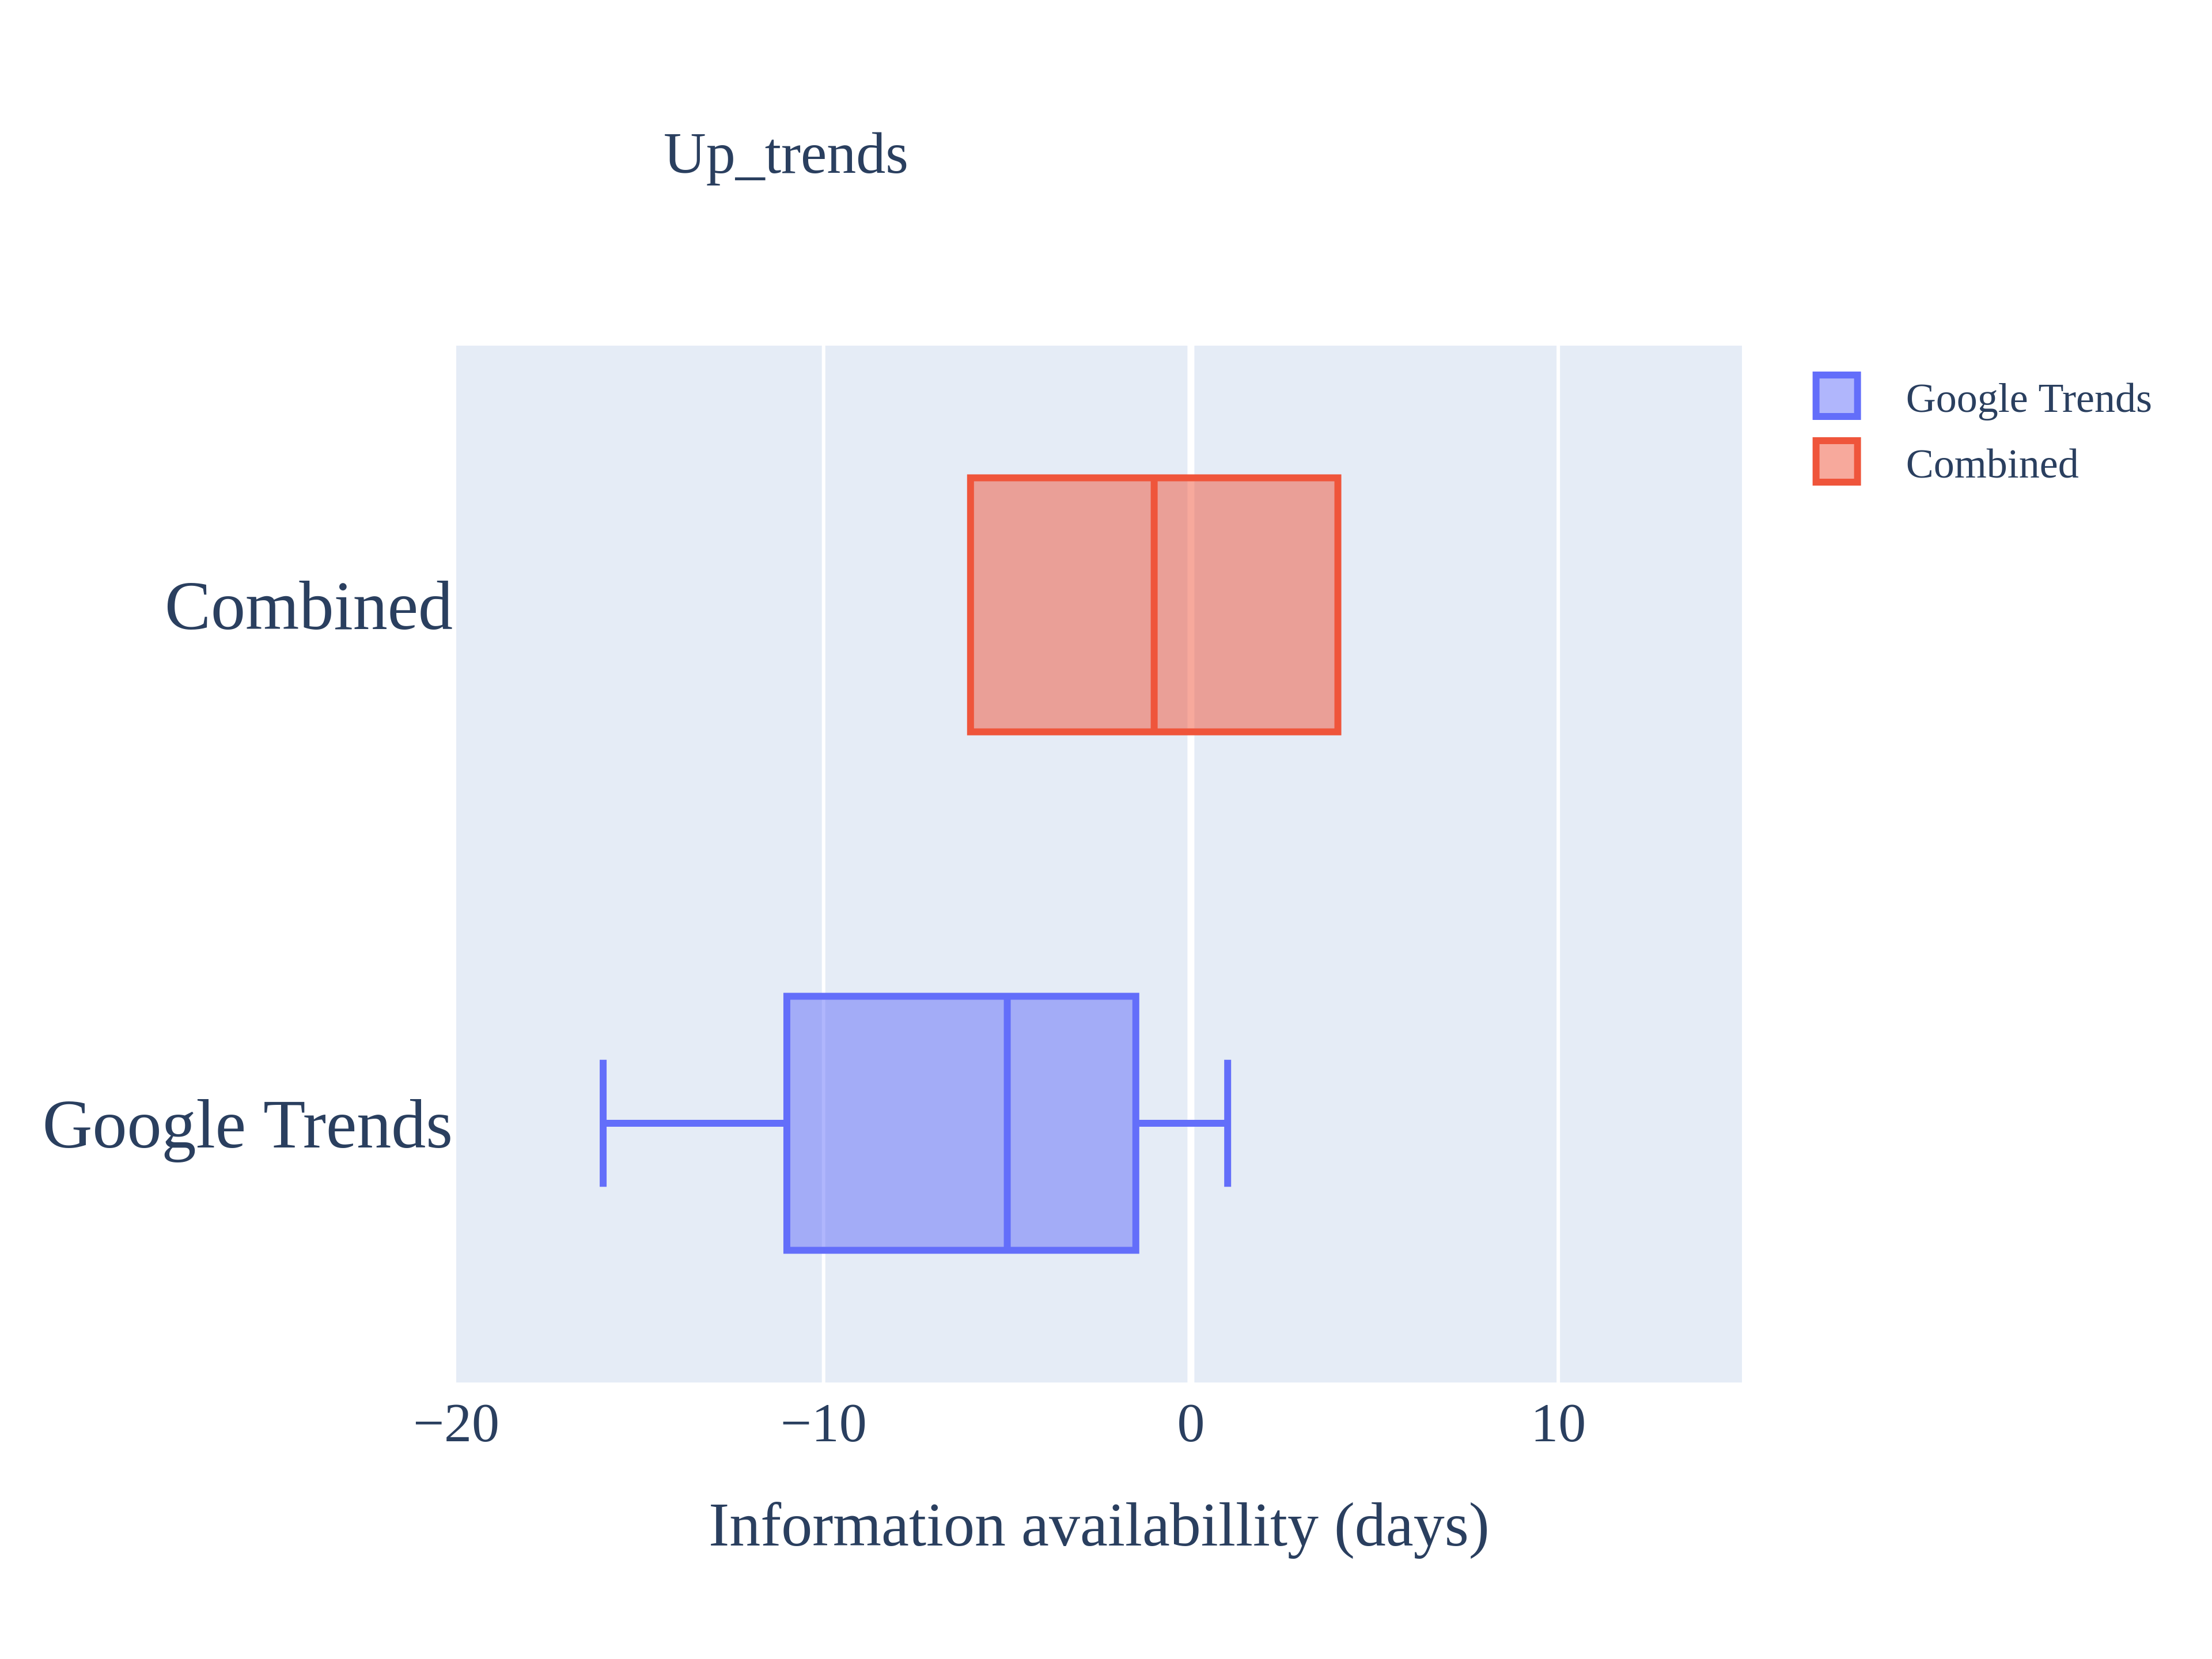 Up_trends
Google Trends
Combined
Combined
Google Trends
−20
−10
0
10
Information availabillity (days)